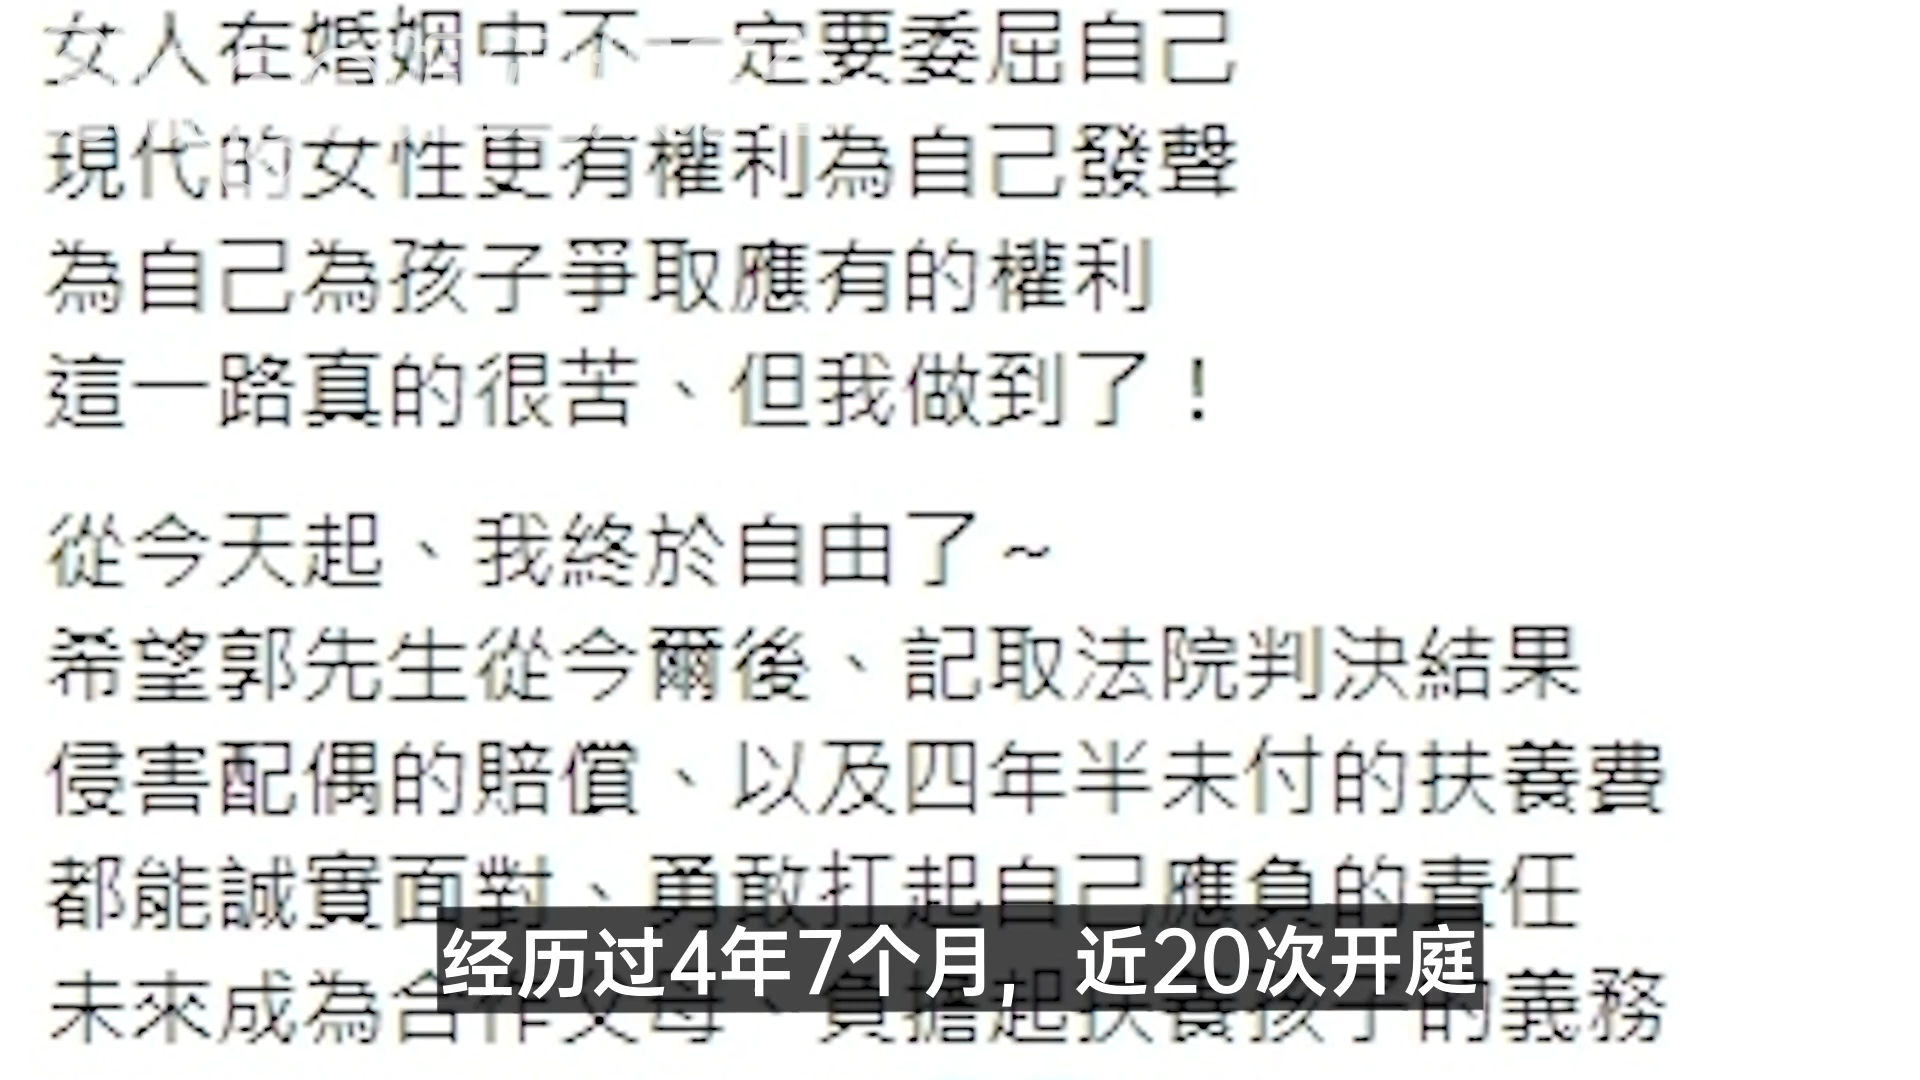 女人在婚姻中不一定要委屈自己
現代的女性更有權利為自己發聲
為自己為孩子爭取應有的權利
這一路真的很苦、但我做到了！
從今天起、我終於自由了~
希望郭先生從今爾後、記取法院判決結果
侵害配偶的賠償、以及四年半未付的扶養費
都能誠實面對、勇敢扛起自己應負的責任
未來成為合作父母、負擔起扶養孩子的義務
经历过4年7个月，近20次开庭